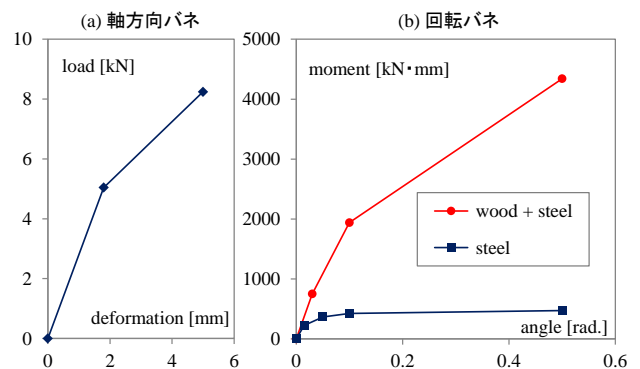 (a) 軸方向バネ
(b) 回転バネ
10
8
6
4
2
0
load [kN]
deformation [mm]
0
2
4
6
5000
4000
3000
2000
1000
0
moment [kN・mm]
wood + steel
steel
angle [rad.]
0
0.2
0.4
0.6